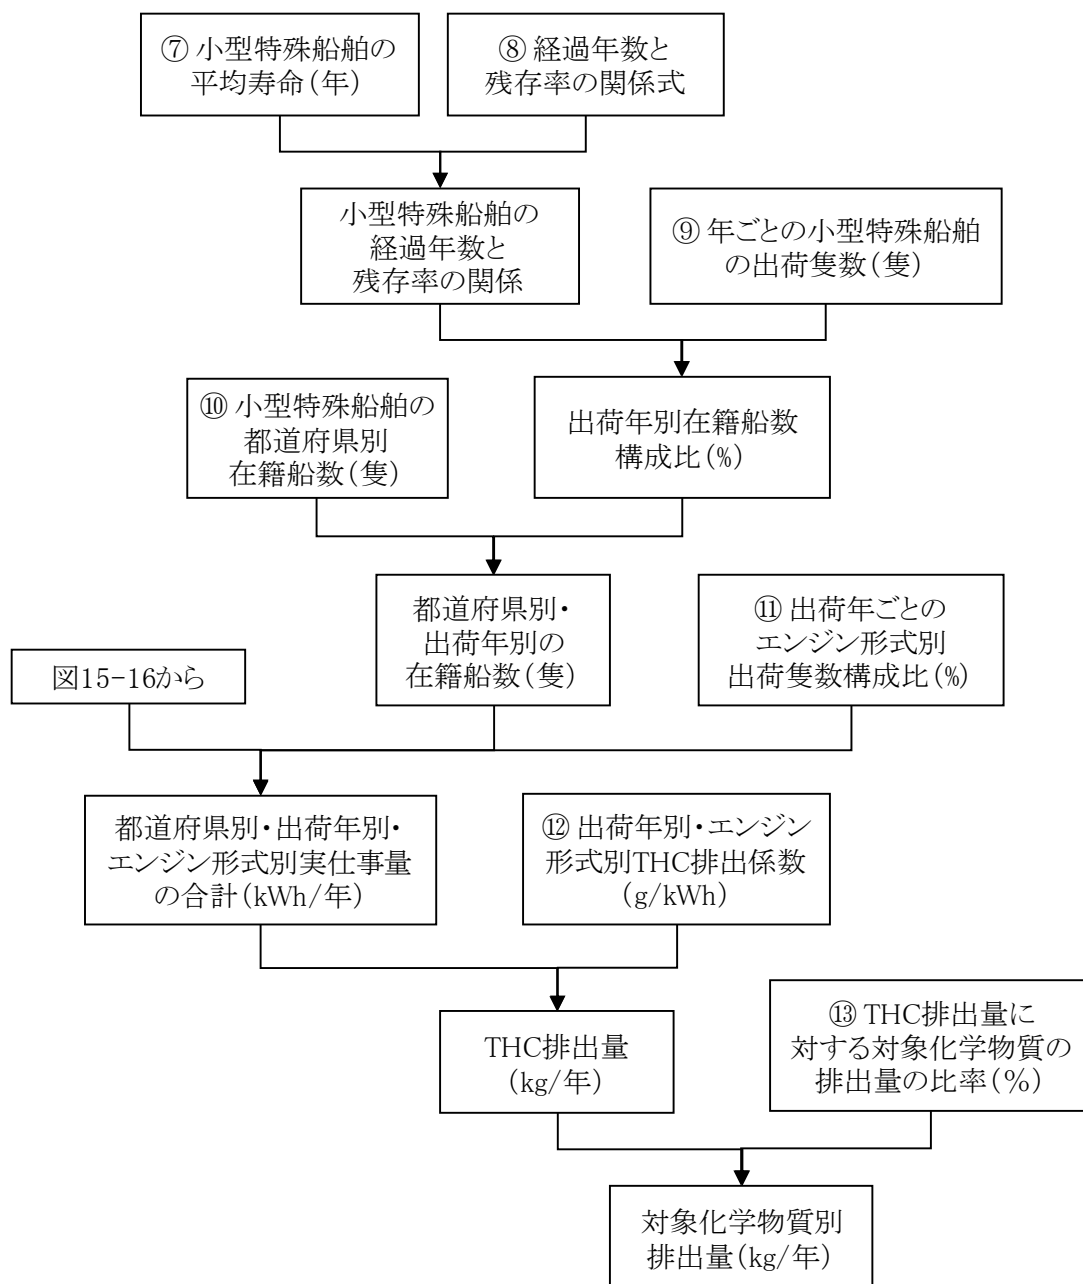 ⑦ 小型特殊船舶の
平均寿命(年)
⑧ 経過年数と
残存率の関係式
小型特殊船舶の
経過年数と
残存率の関係
⑨ 年ごとの小型特殊船舶
の出荷隻数(隻)
⑩ 小型特殊船舶の
都道府県別
在籍船数(隻)
出荷年別在籍船数
構成比(%)
都道府県別・
出荷年別の
在籍船数(隻)
⑪ 出荷年ごとの
エンジン形式別
出荷隻数構成比(%)
図15-16から
都道府県別・出荷年別・
エンジン形式別実仕事量
の合計(kWh/年)
⑫ 出荷年別・エンジン
形式別THC排出係数
(g/kWh)
THC排出量
(kg/年)
⑬ THC排出量に
対する対象化学物質の
排出量の比率(%)
対象化学物質別
排出量(kg/年)